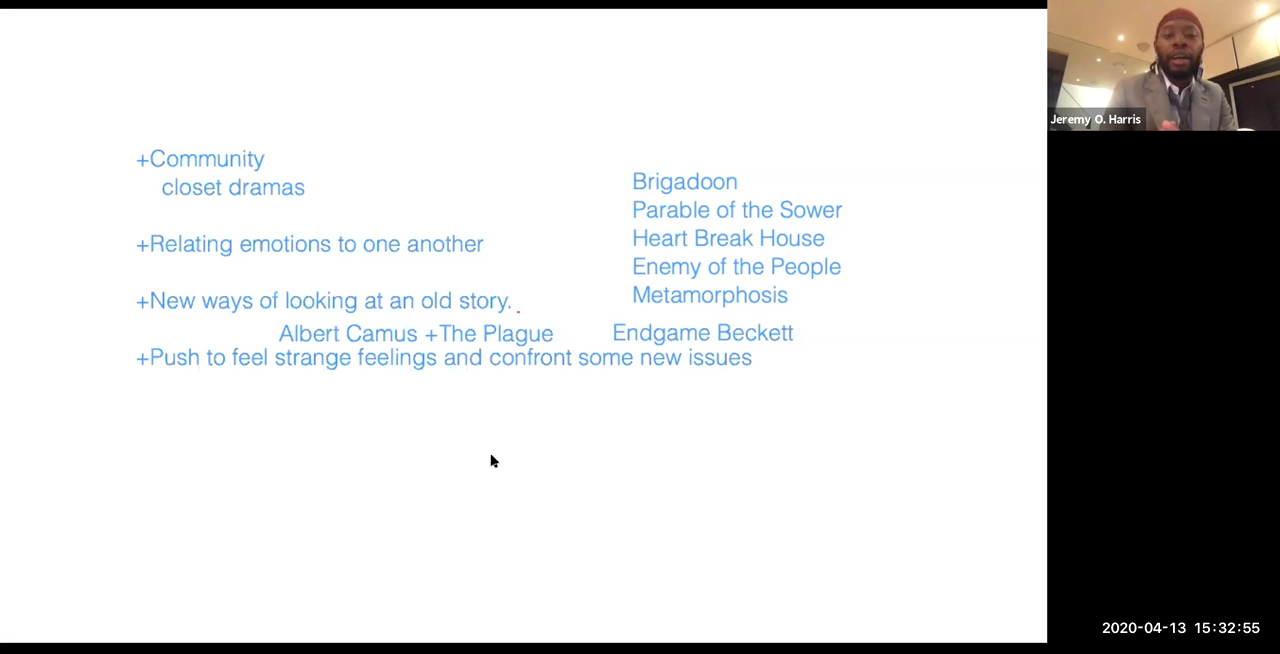 +Community
closet dramas
+Relating emotions to one another
+New ways of looking at an old story.
Albert Camus +The Plague
+Push to feel strange feelings and confront some new issues
Brigadoon
Parable of the Sower
Heart Break House
Enemy of the People
Metamorphosis
Endgame Beckett
Jeremy O. Harris
2020-04-13 15:32:55